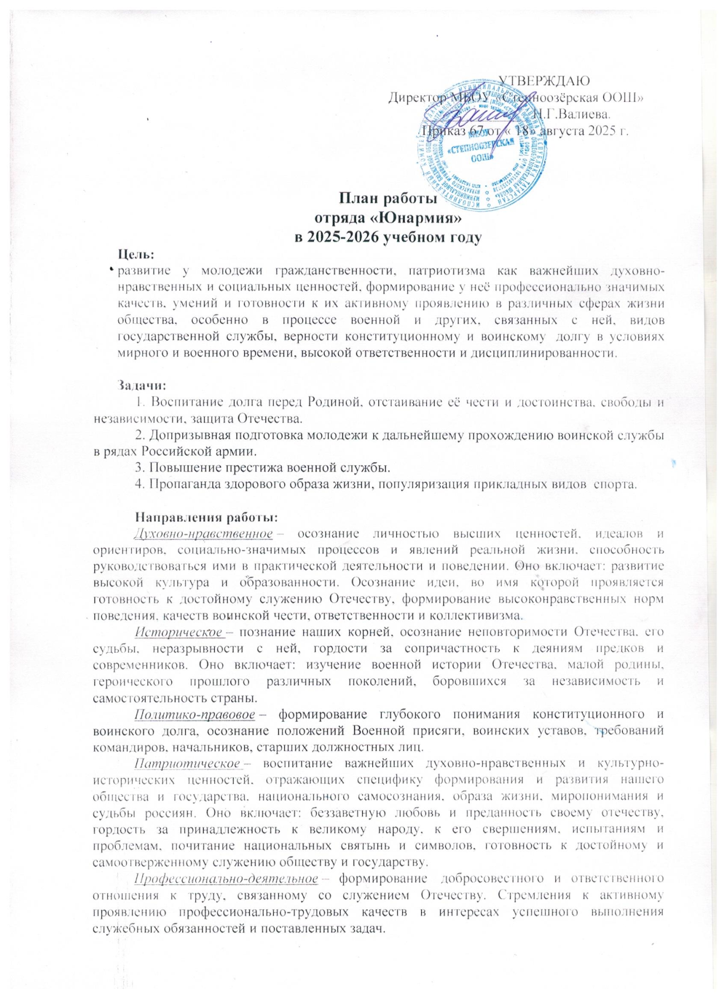 УТВЕРЖДАЮ
Директор МБОУ «Степноозёрская ООШ»
Н.Г.Валиева.
Приказ 67 от « 18» августа 2025 г.
МБОУ
«СТЕПНООЗЕРСКАЯ
ООШ»
План работы
отряда «Юнармия»
в 2025-2026 учебном году
Цель:
развитие у молодежи гражданственности, патриотизма как важнейших духовно-
нравственных и социальных ценностей, формирование у неё профессионально значимых
качеств, умений и готовности к их активному проявлению в различных сферах жизни
общества, особенно в процессе военной и других, связанных с ней, видов
государственной службы, верности конституционному и воинскому долгу в условиях
мирного и военного времени, высокой ответственности и дисциплинированности.
Задачи:
1. Воспитание долга перед Родиной, отстаивание её чести и достоинства, свободы и
независимости, защита Отечества.
2. Допризывная подготовка молодежи к дальнейшему прохождению воинской службы
в рядах Российской армии.
3. Повышение престижа военной службы.
4. Пропаганда здорового образа жизни, популяризация прикладных видов спорта.
Направления работы:
Духовно-нравственное – осознание личностью высших ценностей, идеалов и
ориентиров, социально-значимых процессов и явлений реальной жизни, способность
руководствоваться ими в практической деятельности и поведении. Оно включает: развитие
высокой культура и образованности. Осознание идеи, во имя которой проявляется
готовность к достойному служению Отечеству, формирование высоконравственных норм
поведения, качеств воинской чести, ответственности и коллективизма.
Историческое – познание наших корней, осознание неповторимости Отечества, его
судьбы, неразрывности с ней, гордости за сопричастность к деяниям предков и
современников. Оно включает: изучение военной истории Отечества, малой родины,
героического прошлого различных поколений, боровшихся за независимость и
самостоятельность страны.
Политико-правовое – формирование глубокого понимания конституционного и
воинского долга, осознание положений Военной присяги, воинских уставов, требований
командиров, начальников, старших должностных лиц.
Патриотическое – воспитание важнейших духовно-нравственных и культурно-
исторических ценностей, отражающих специфику формирования и развития нашего
общества и государства, национального самосознания, образа жизни, миропонимания и
судьбы россиян. Оно включает: беззаветную любовь и преданность своему отечеству,
гордость за принадлежность к великому народу, к его свершениям, испытаниям и
проблемам, почитание национальных святынь и символов, готовность к достойному и
самоотверженному служению обществу и государству.
Профессионально-деятельное – формирование добросовестного и ответственного
отношения к труду, связанному со служением Отечеству. Стремления к активному
проявлению профессионально-трудовых качеств в интересах успешного выполнения
служебных обязанностей и поставленных задач.